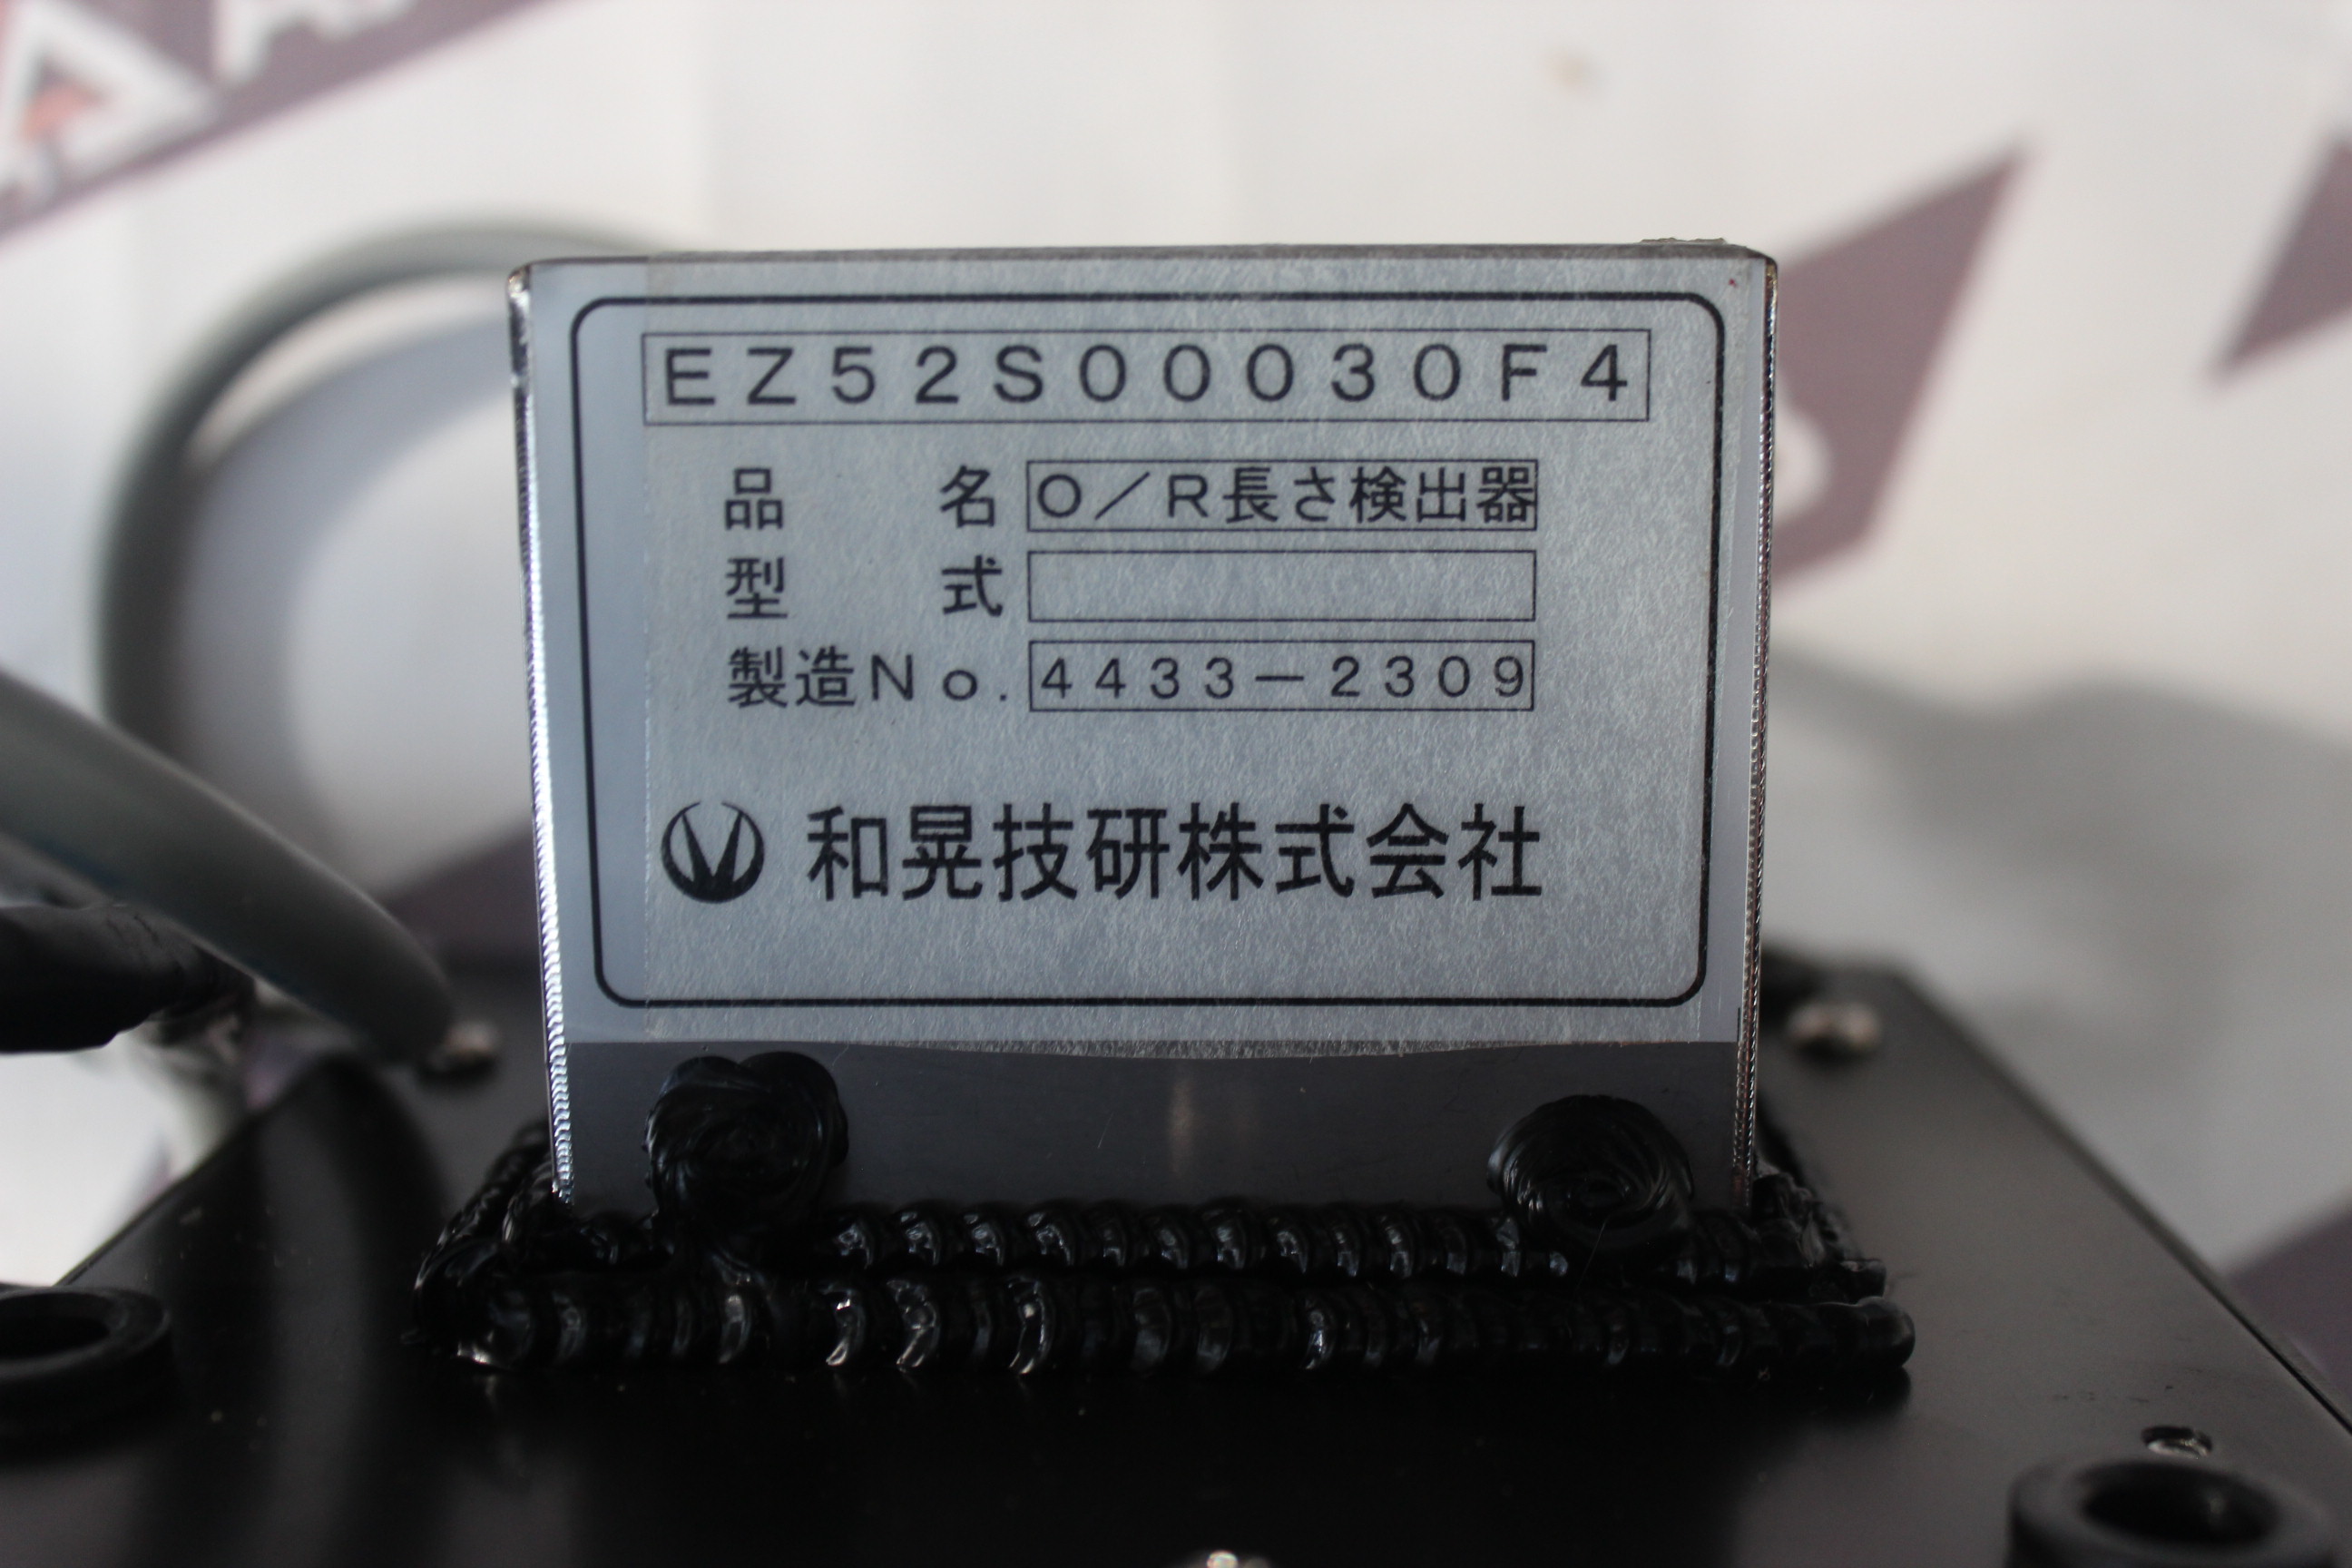 EZ52S00030F4
品名 O/R長さ検出器
型式
製造No. 4433-2309
和晃技研株式会社